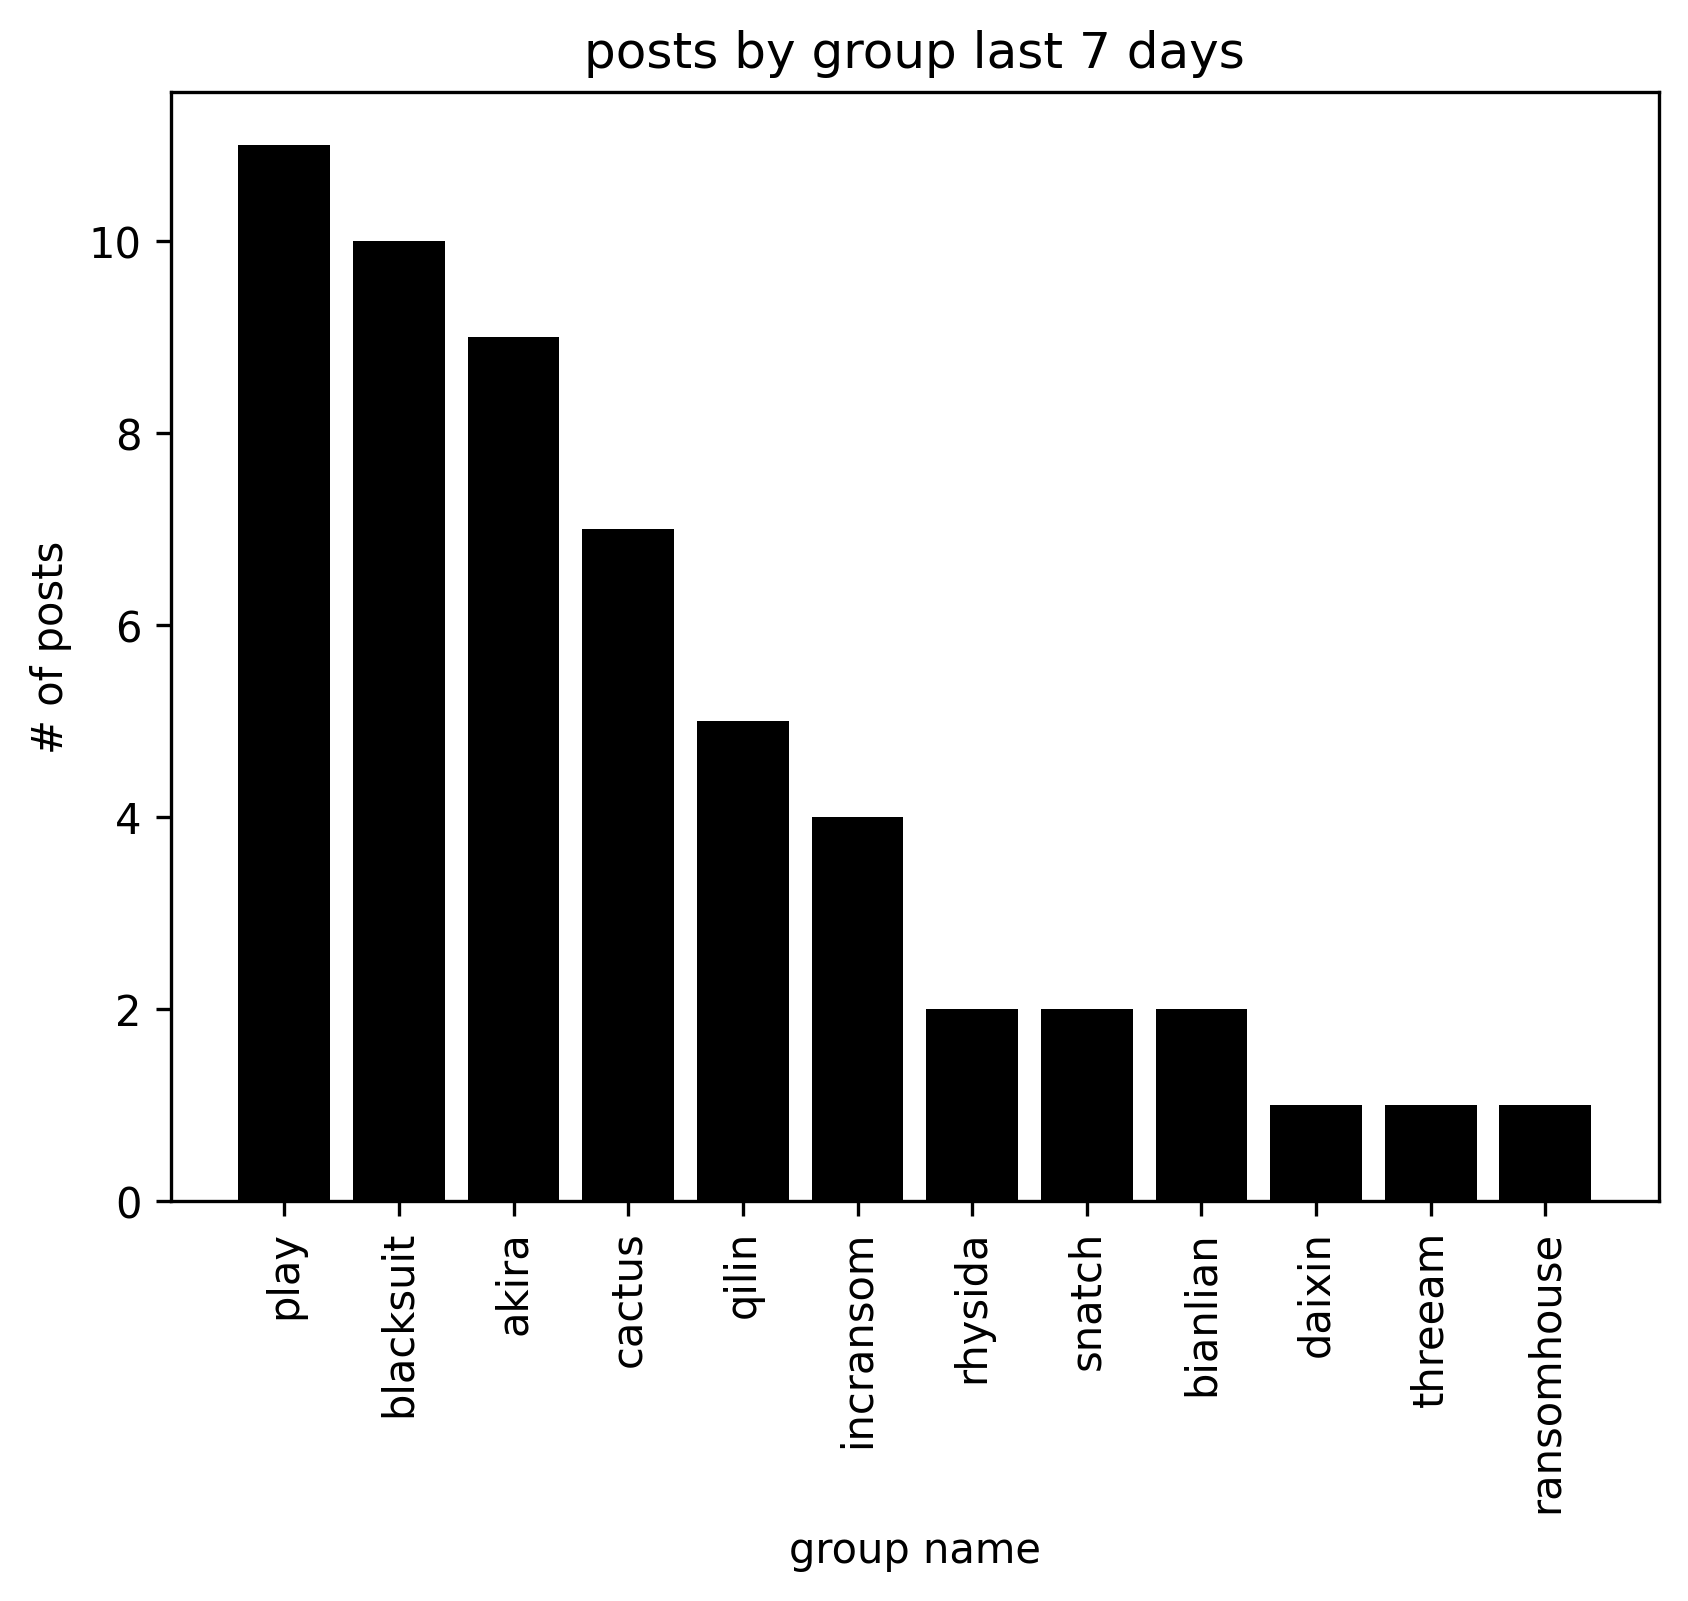 posts by group last 7 days
# of posts
10
8
6
4
2
0
play
blacksuit
akira
cactus
qilin
incransom
rhysida
snatch
bianlian
daixin
threeam
ransomhouse
group name